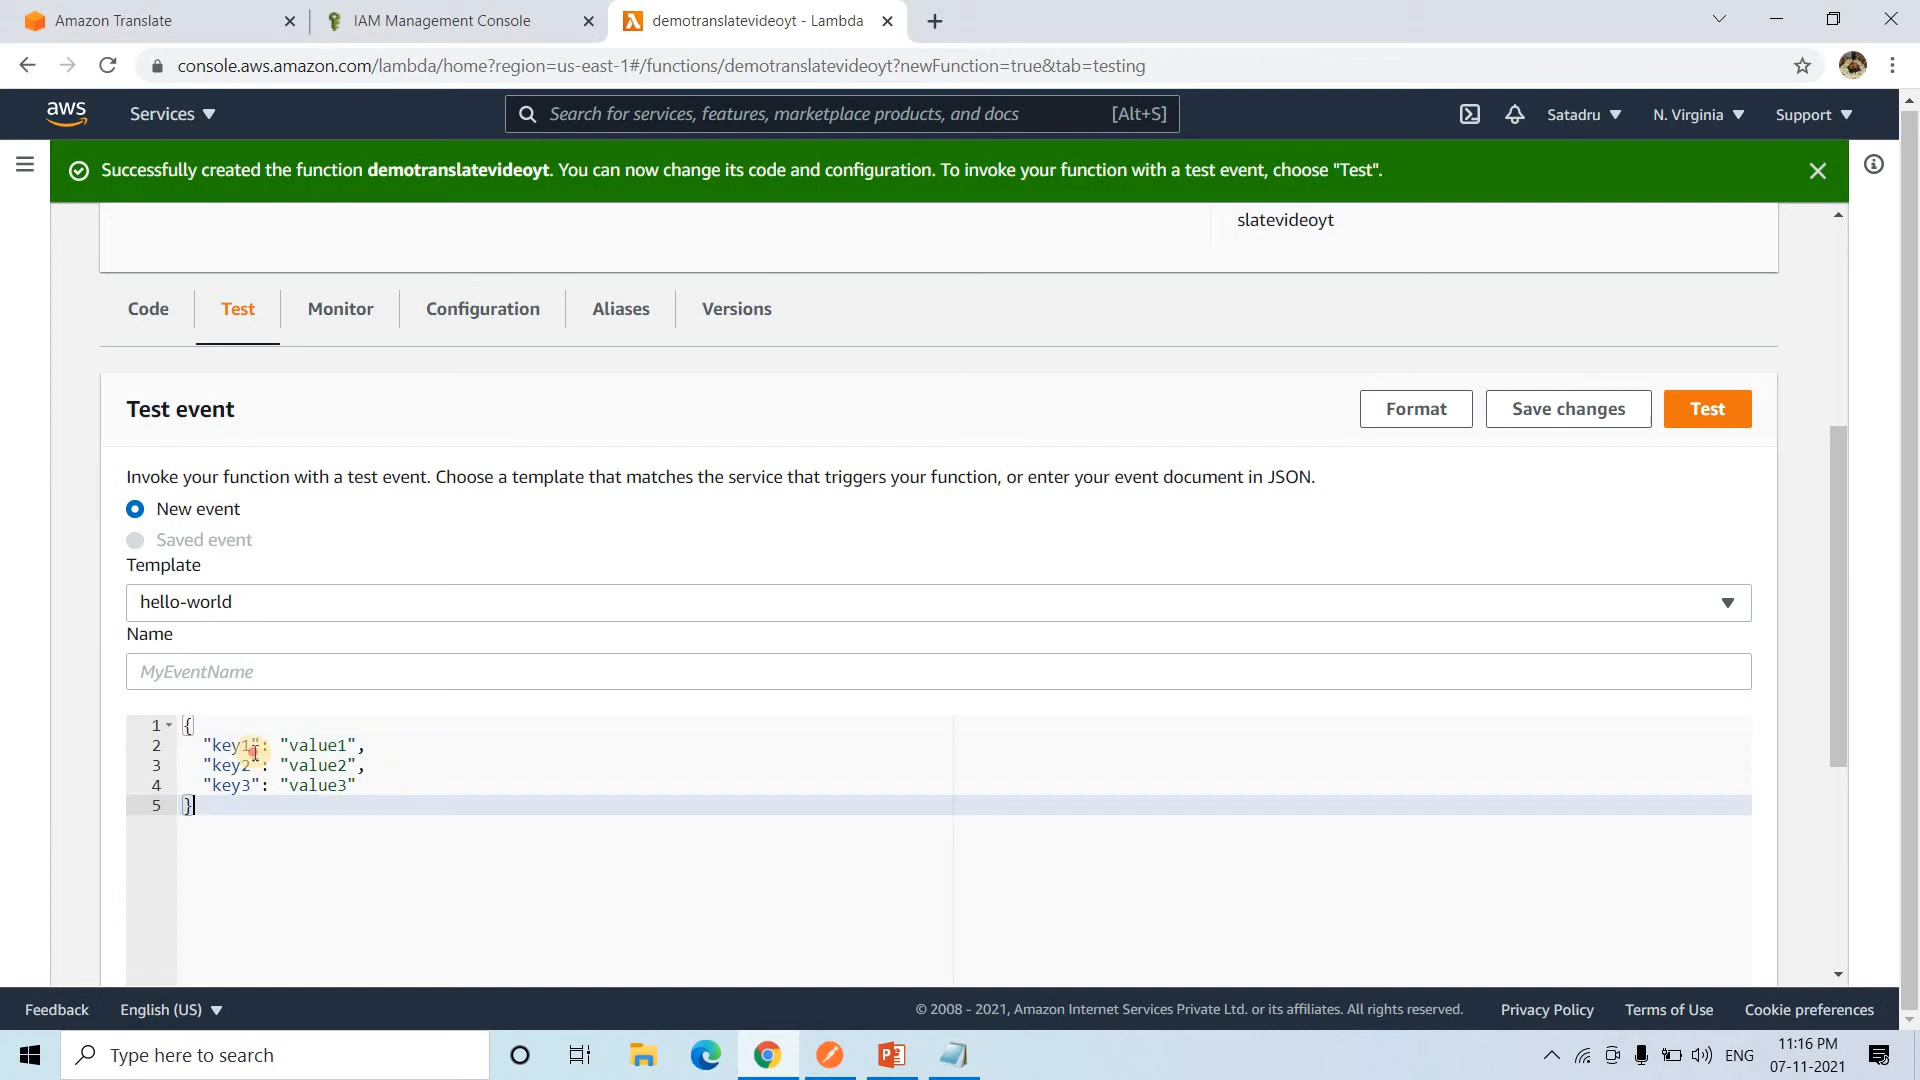 Amazon Translate
IAM Management Console
demotranslatevideoyt - Lambda
console.aws.amazon.com/lambda/home?region=us-east-1#/functions/demotranslatevideoyt?newFunction=true&tab=testing
aws
Services
Search for services, features, marketplace products, and docs
[Alt+S]
Satadru
N. Virginia
Support
Successfully created the function demotranslatevideoyt. You can now change its code and configuration. To invoke your function with a test event, choose "Test".
slatevideoyt
Code
Test
Monitor
Configuration
Aliases
Versions
Test event
Format
Save changes
Test
Invoke your function with a test event. Choose a template that matches the service that triggers your function, or enter your event document in JSON.
New event
Saved event
Template
hello-world
Name
MyEventName
1 {
2 "key1": "value1",
3 "key2": "value2",
4 "key3": "value3"
5 }
Feedback
English (US)
© 2008 - 2021, Amazon Internet Services Private Ltd. or its affiliates. All rights reserved.
Privacy Policy
Terms of Use
Cookie preferences
Type here to search
ENG
11:16 PM
07-11-2021